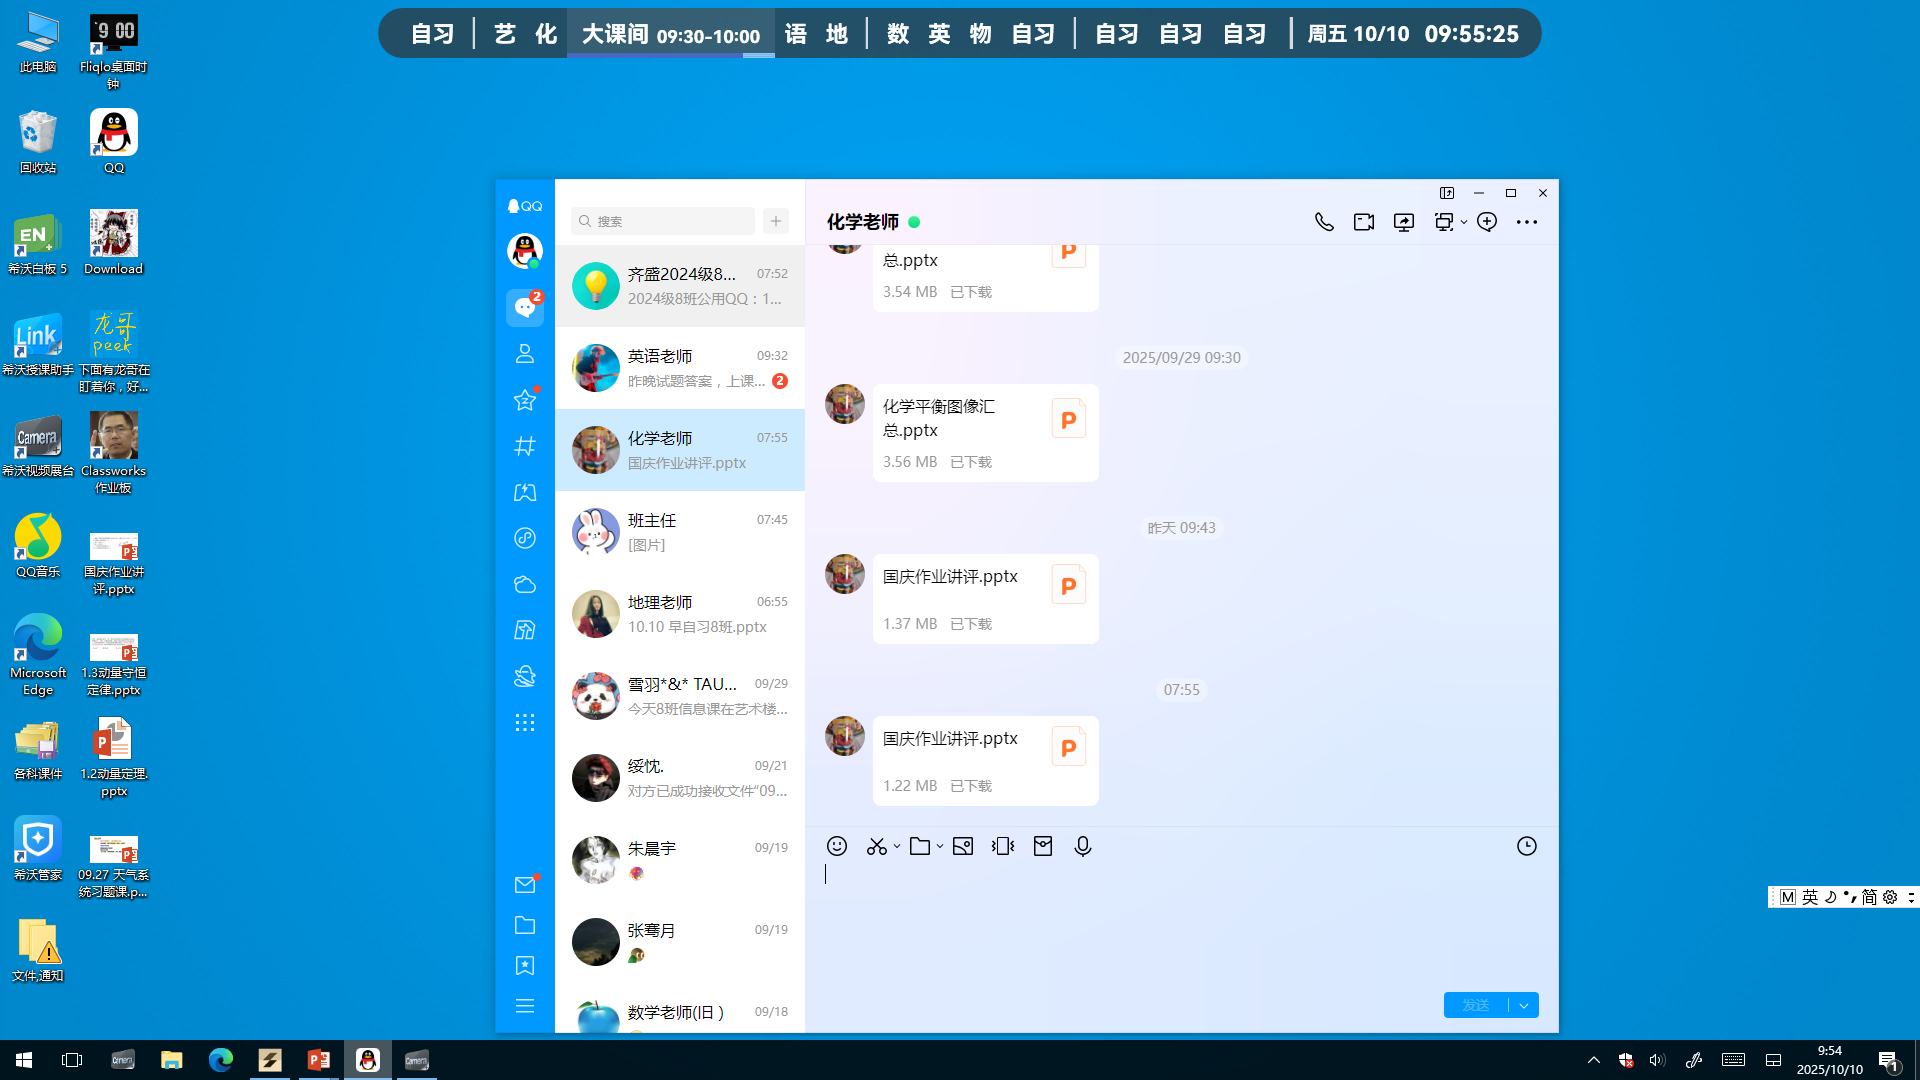 自习 艺 化 大课间 09:30-10:00 语 地 数 英 物 自习 自习 自习 自习 周五 10/10 09:55:25
此电脑
Fliqlo桌面时
钟
回收站
QQ
希沃白板 5
Download
希沃授课助手
下面有龙哥在
盯着你，好...
龙哥
peek
EN
Link
Camera
9 00
希沃视频展台
Classworks
作业板
QQ音乐
国庆作业讲
评.pptx
Microsoft
Edge
1.3动量守恒
定律.pptx
各科课件
1.2动量定理.
pptx
希沃管家
09.27 天气系
统习题课.p...
文件,通知
QQ
2
搜索
齐盛2024级8... 07:52
2024级8班公用QQ：1...
英语老师 09:32
昨晚试题答案，上课... 2
化学老师 07:55
国庆作业讲评.pptx
班主任 07:45
[图片]
地理老师 06:55
10.10 早自习8班.pptx
雪羽*&* TAU... 09/29
今天8班信息课在艺术楼...
绥忱. 09/21
对方已成功接收文件"09...
朱晨宇 09/19
张骞月 09/19
数学老师(旧 ) 09/18
化学老师
总.pptx
3.54 MB 已下载
2025/09/29 09:30
化学平衡图像汇
总.pptx
3.56 MB 已下载
昨天 09:43
国庆作业讲评.pptx
1.37 MB 已下载
07:55
国庆作业讲评.pptx
1.22 MB 已下载
发送
M 英 简
9:54
2025/10/10
1